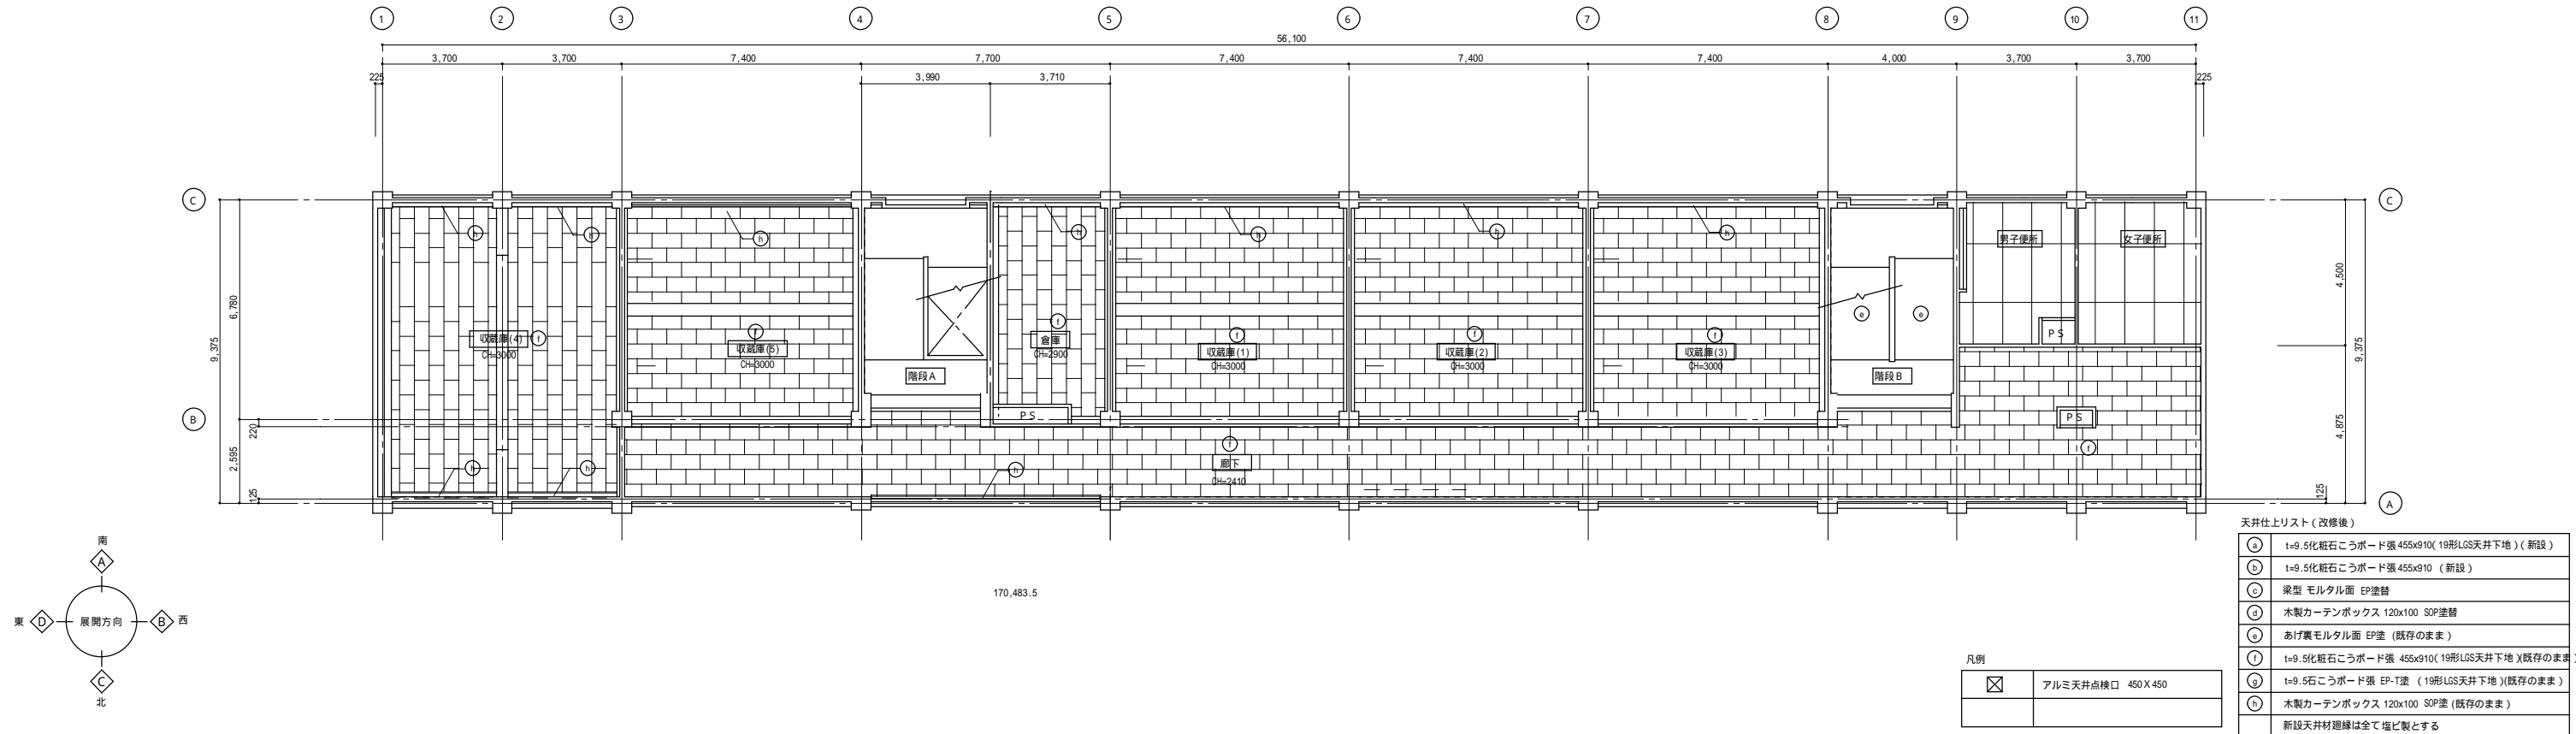 1 2 3 4 5 6 7 8 9 10 11
56,100
3,700 3,700 7,400 7,700 7,400 7,400 7,400 4,000 3,700 3,700
225 3,990 3,710 225
C C
h h h h h h h
男子便所 女子便所
4,500
6,780
9,375 9,375
e e
f f f f f f
収蔵庫(4)
CH=3000
収蔵庫(5)
CH=3000
倉庫
CH=2900
収蔵庫(1)
CH=3000
収蔵庫(2)
CH=3000
収蔵庫(3)
CH=3000
PS
階段A 階段B
PS PS
B
220
4,875
f f
廊下
CH=2410
h h h
2,595
125 125
A
170,483.5
南
A
東 D 展開方向 B 西
C
北
天井仕上リスト(改修後)
a t=9.5化粧石こうボード張455x910(19形LGS天井下地)(新設)
b t=9.5化粧石こうボード張455x910 (新設)
c 梁型 モルタル面 EP塗替
d 木製カーテンボックス 120x100 SOP塗替
e あげ裏モルタル面 EP塗 (既存のまま)
f t=9.5化粧石こうボード張 455x910(19形LGS天井下地)(既存のまま)
g t=9.5石こうボード張 EP-T塗 (19形LGS天井下地)(既存のまま)
h 木製カーテンボックス 120x100 SOP塗 (既存のまま)
新設天井材廻縁は全て塩ビ製とする
凡例
アルミ天井点検口 450X450